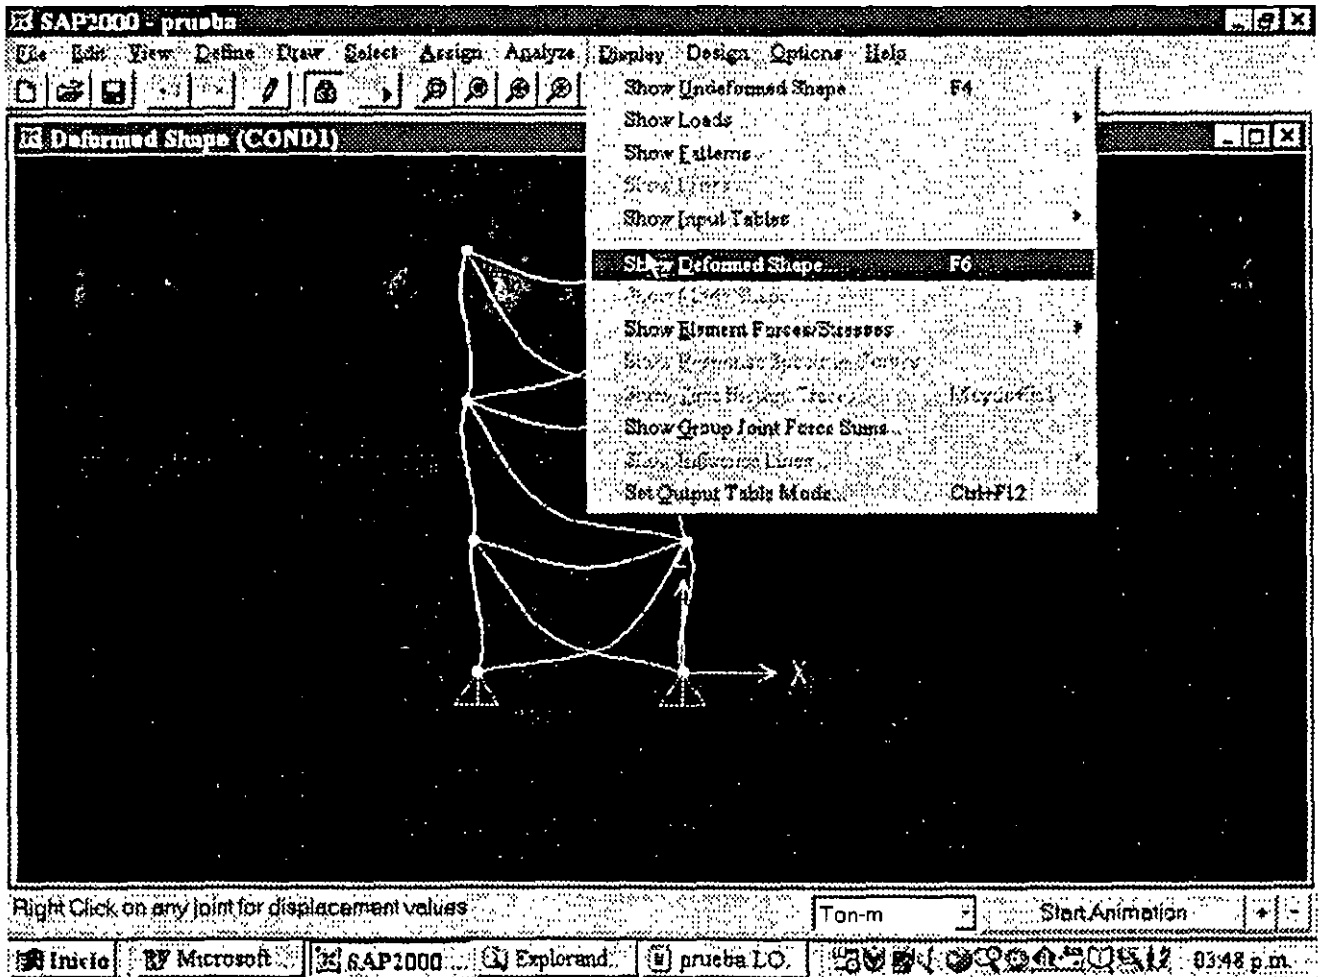 SAP2000 - prueba
File Edit View Define Draw Select Assign Analyze Display Design Options Help
Deformed Shape (COND1)
Show Undeformed Shape... F4
Show Loads
Show Patterns...
Show Input Tables
Show Deformed Shape... F6
Show Element Forces/Stresses
Show Group Joint Force Sums...
Set Output Table Mode... Ctrl+F12
X
Right Click on any joint for displacement values
Ton-m
Start Animation
Inicio Microsoft... SAP2000 ... Explorand.. prueba LO. 03:48 p.m.